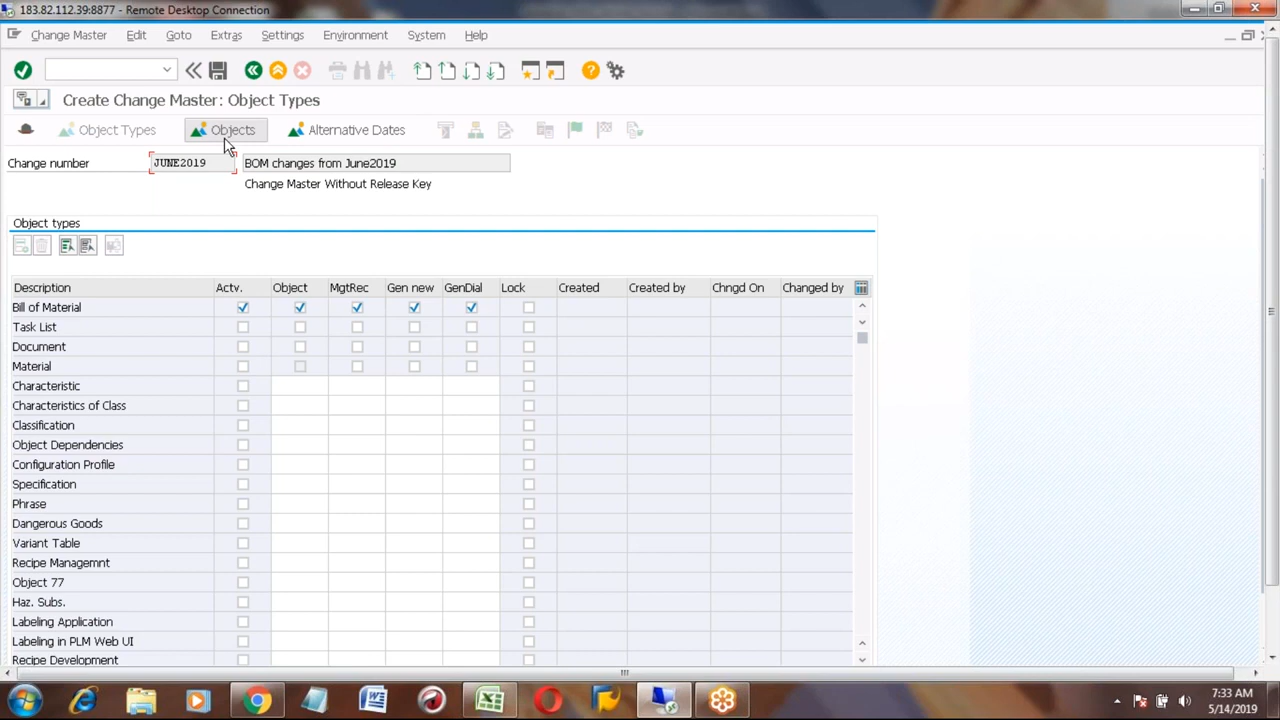 183.82.112.39:8877 - Remote Desktop Connection
Change Master Edit Goto Extras Settings Environment System Help
Create Change Master: Object Types
Object Types Objects Alternative Dates
Change number JUNE2019 BOM changes from June2019
Change Master Without Release Key
Object types
Description Actv. Object MgtRec Gen new GenDial Lock Created Created by Chngd On Changed by
Bill of Material
Task List
Document
Material
Characteristic
Characteristics of Class
Classification
Object Dependencies
Configuration Profile
Specification
Phrase
Dangerous Goods
Variant Table
Recipe Managemnt
Object 77
Haz. Subs.
Labeling Application
Labeling in PLM Web UI
Recipe Development
7:33 AM
5/14/2019